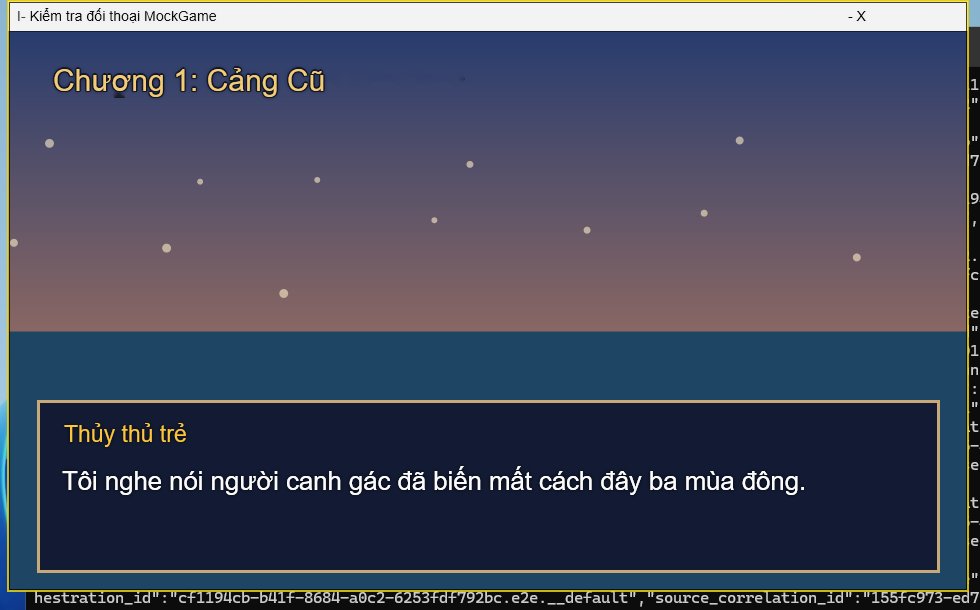 |- Kiểm tra đối thoại MockGame
- X
Chương 1: Cảng Cũ
Thủy thủ trẻ
Tôi nghe nói người canh gác đã biến mất cách đây ba mùa đông.
hestration_id":"cf1194cb-b41f-8684-a0c2-6253fdf792bc.e2e.__default","source_correlation_id":"155fc973-ed